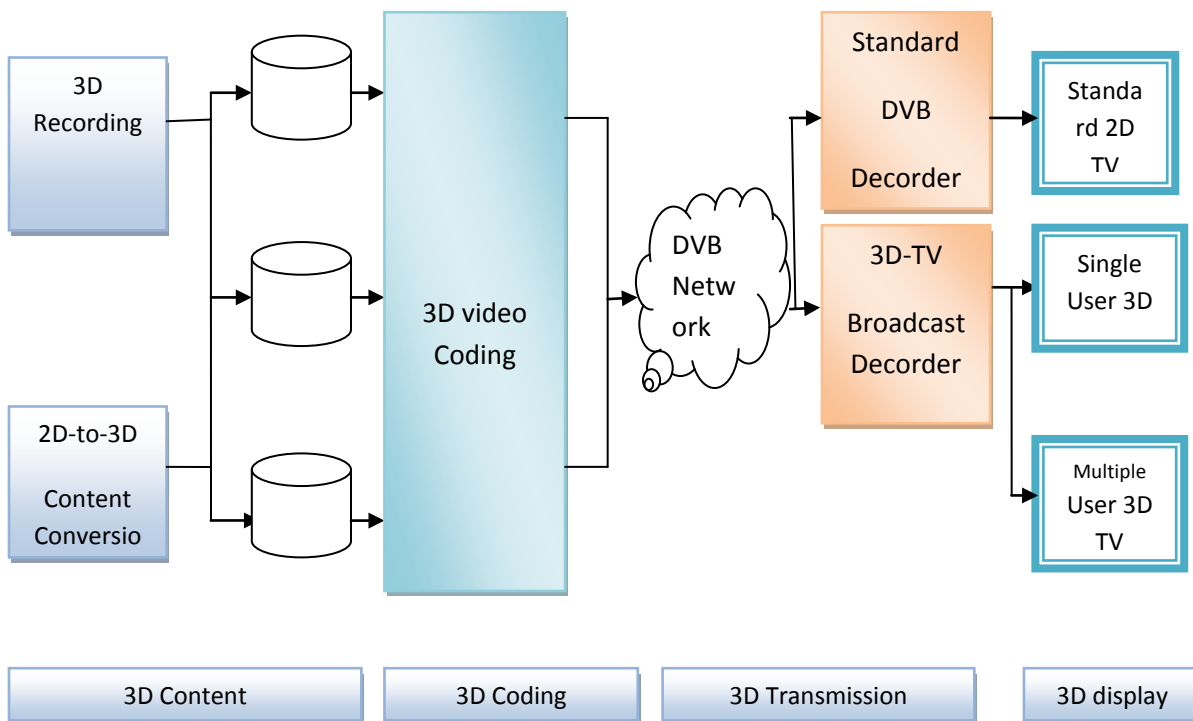 3D
Recording
2D-to-3D
Content
Conversio
3D video
Coding
DVB
Netw
ork
Standard
DVB
Decorder
3D-TV
Broadcast
Decorder
Standa
rd 2D
TV
Single
User 3D
Multiple
User 3D
TV
3D Content
3D Coding
3D Transmission
3D display